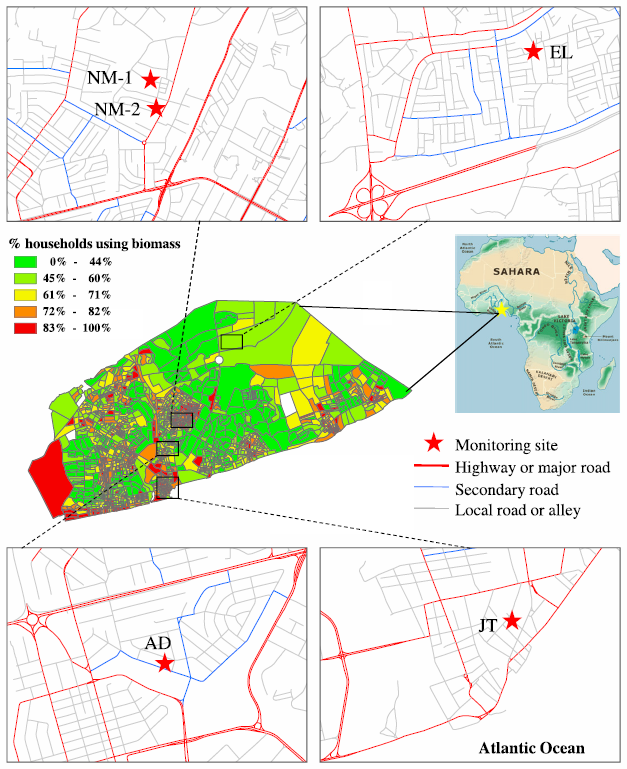 NM-1
NM-2
EL
% households using biomass
0% - 44%
45% - 60%
61% - 71%
72% - 82%
83% - 100%
SAHARA
Monitoring site
Highway or major road
Secondary road
Local road or alley
AD
JT
Atlantic Ocean